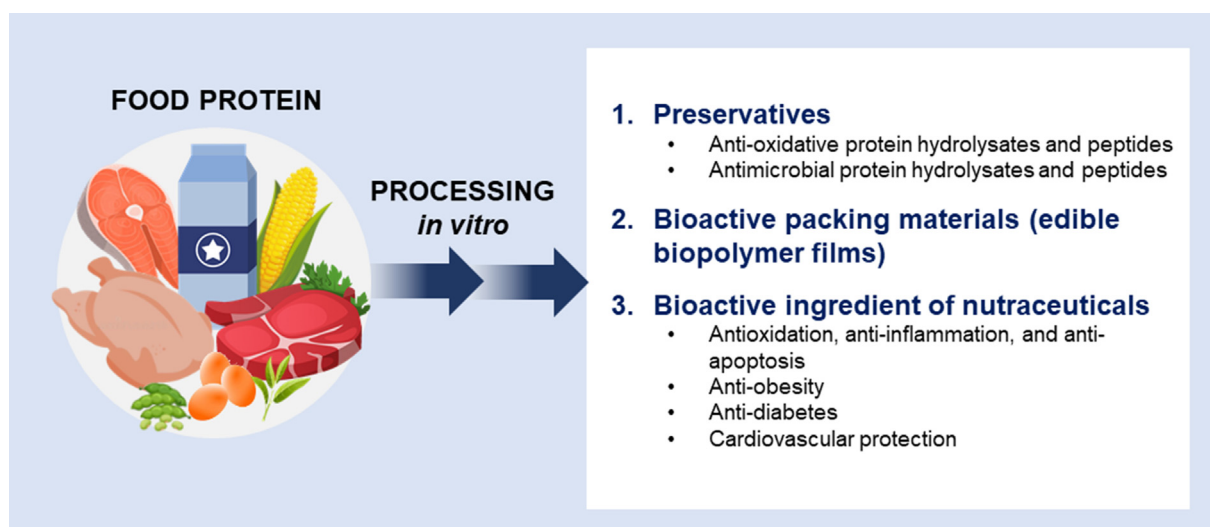 FOOD PROTEIN
PROCESSING
in vitro
1. Preservatives
• Anti-oxidative protein hydrolysates and peptides
• Antimicrobial protein hydrolysates and peptides
2. Bioactive packing materials (edible
biopolymer films)
3. Bioactive ingredient of nutraceuticals
• Antioxidation, anti-inflammation, and anti-
apoptosis
• Anti-obesity
• Anti-diabetes
• Cardiovascular protection